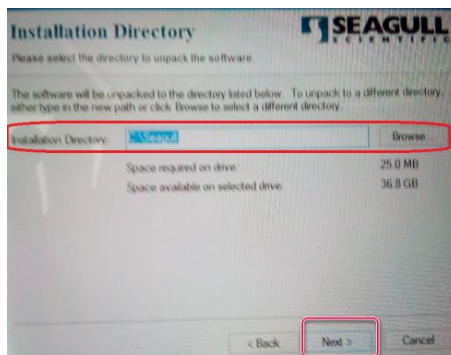 Installation Directory
SEAGULL
SCIENTIFIC
Please select the directory to unpack the software.
The software will be unpacked to the directory listed below. To unpack to a different directory,
either type in the new path or click Browse to select a different directory.
Installation Directory: C:\Seagull Browse...
Space required on drive: 25.0 MB
Space available on selected drive: 36.8 GB
< Back Next > Cancel